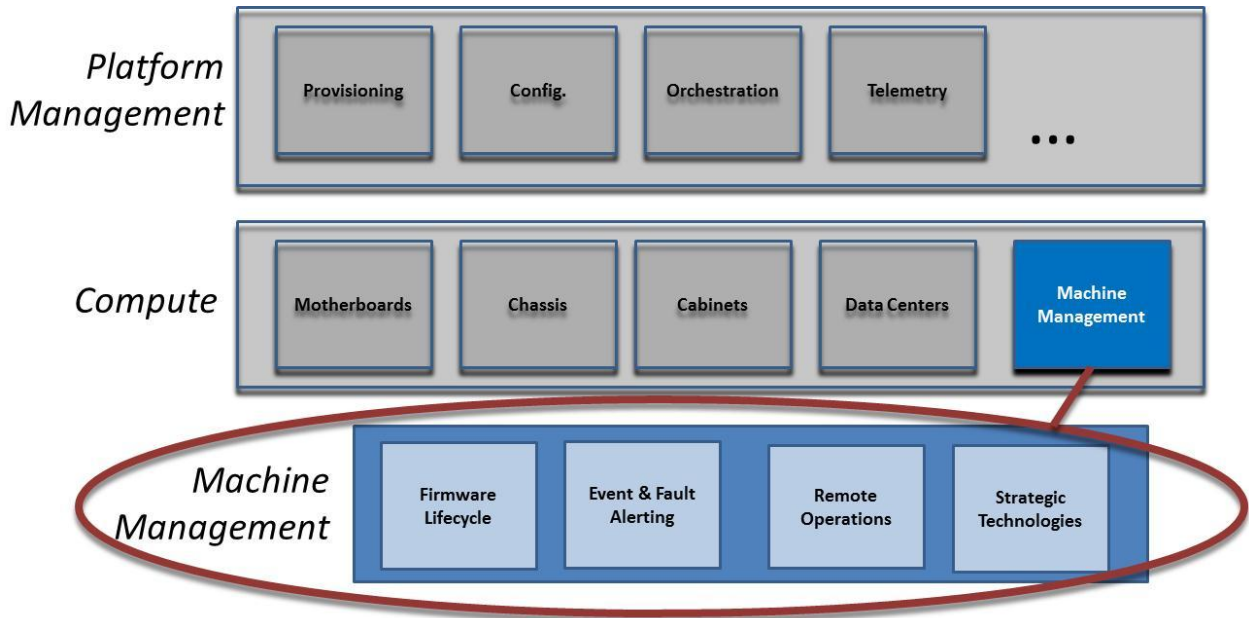 Platform
Management
Provisioning
Config.
Orchestration
Telemetry
...
Compute
Motherboards
Chassis
Cabinets
Data Centers
Machine
Management
Machine
Management
Firmware
Lifecycle
Event & Fault
Alerting
Remote
Operations
Strategic
Technologies